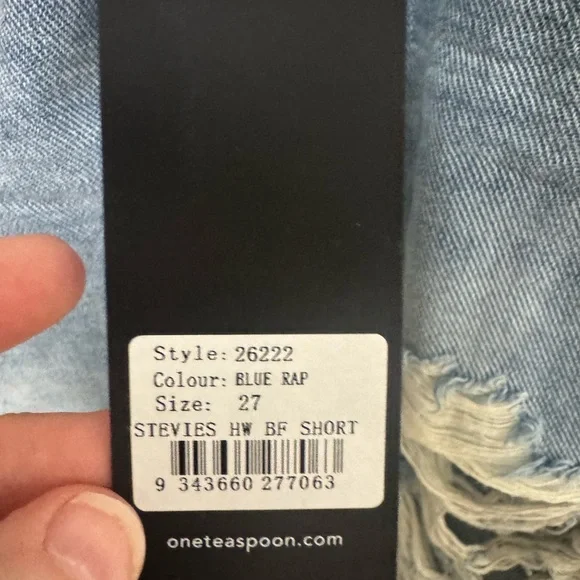 Style: 26222
Colour: BLUE RAP
Size: 27
STEVIES HW BF SHORT
9 343660 277063
oneteaspoon.com